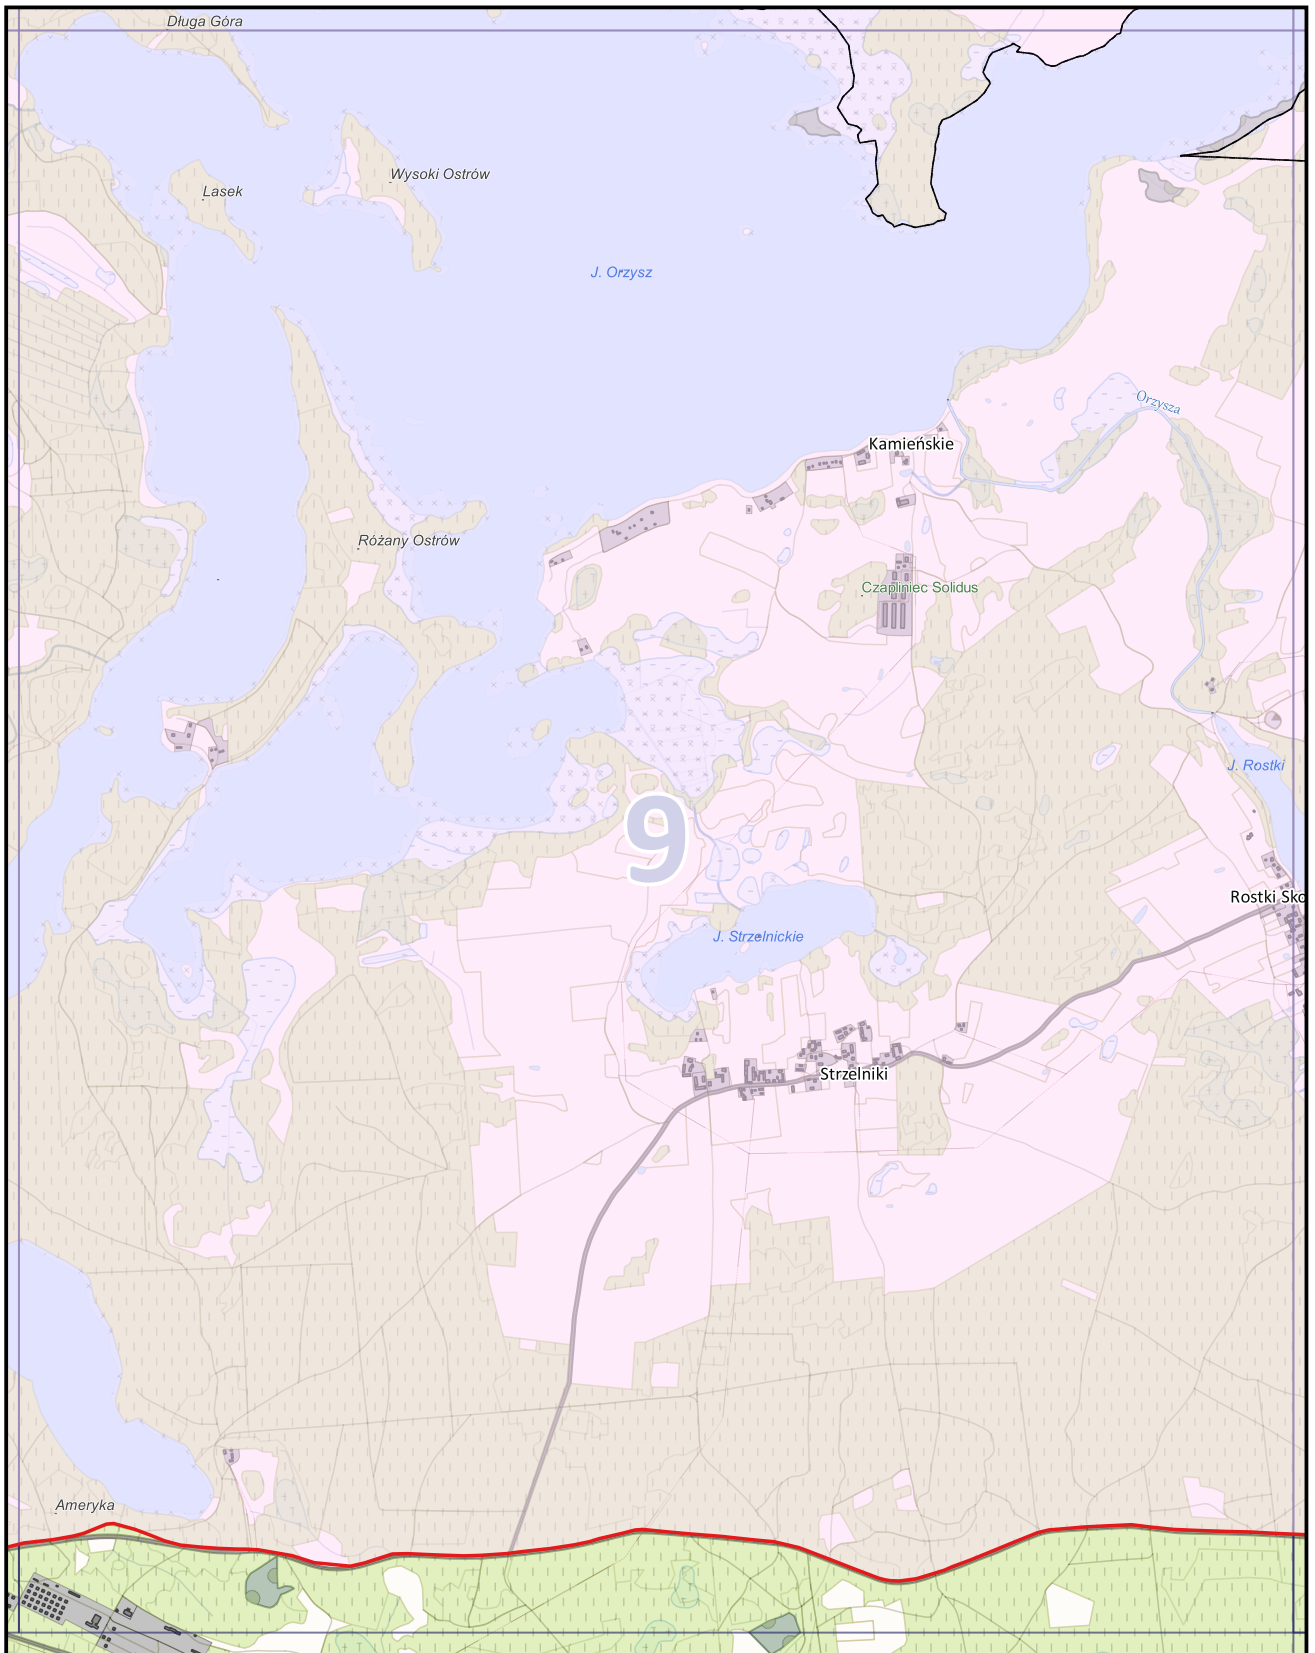 Długa Góra
Wysoki Ostrów
Lasek
J. Orzysz
Orzysza
Kamieńskie
Różany Ostrów
Czapliniec Solidus
J. Rostki
9
Rostki Sko
J. Strzelnickie
Strzelniki
Ameryka